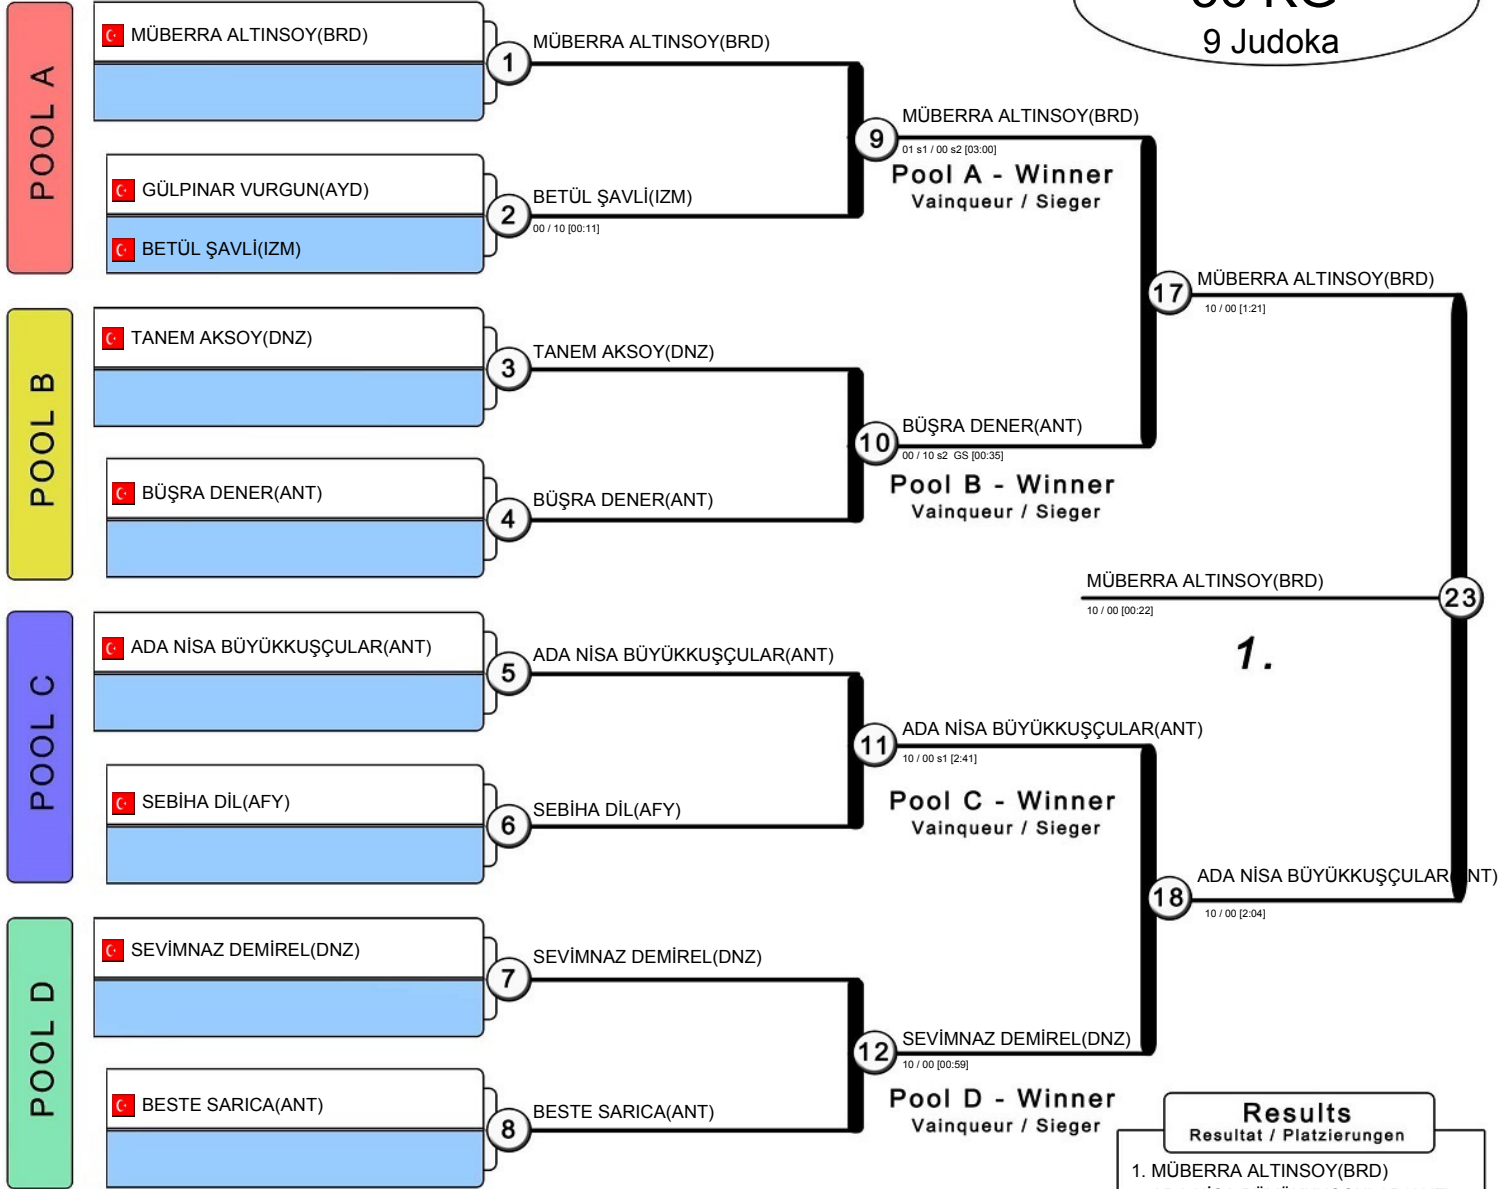 KG
9 Judoka
POOL A
MÜBERRA ALTINSOY(BRD)
GÜLPINAR VURGUN(AYD)
BETÜL ŞAVLİ(IZM)
1
MÜBERRA ALTINSOY(BRD)
2
BETÜL ŞAVLİ(IZM)
00 / 10 [00:11]
9
MÜBERRA ALTINSOY(BRD)
01 s1 / 00 s2 [03:00]
Pool A - Winner
Vainqueur / Sieger
POOL B
TANEM AKSOY(DNZ)
BÜŞRA DENER(ANT)
3
TANEM AKSOY(DNZ)
4
BÜŞRA DENER(ANT)
10
BÜŞRA DENER(ANT)
00 / 10 s2 GS [00:35]
Pool B - Winner
Vainqueur / Sieger
17
MÜBERRA ALTINSOY(BRD)
10 / 00 [1:21]
MÜBERRA ALTINSOY(BRD)
23
10 / 00 [00:22]
1.
POOL C
ADA NİSA BÜYÜKKUŞÇULAR(ANT)
SEBİHA DİL(AFY)
5
ADA NİSA BÜYÜKKUŞÇULAR(ANT)
6
SEBİHA DİL(AFY)
11
ADA NİSA BÜYÜKKUŞÇULAR(ANT)
10 / 00 s1 [2:41]
Pool C - Winner
Vainqueur / Sieger
18
ADA NİSA BÜYÜKKUŞÇULAR(ANT)
10 / 00 [2:04]
POOL D
SEVİMNAZ DEMİREL(DNZ)
BESTE SARICA(ANT)
7
SEVİMNAZ DEMİREL(DNZ)
8
BESTE SARICA(ANT)
12
SEVİMNAZ DEMİREL(DNZ)
10 / 00 [00:59]
Pool D - Winner
Vainqueur / Sieger
Results
Resultat / Platzierungen
1. MÜBERRA ALTINSOY(BRD)